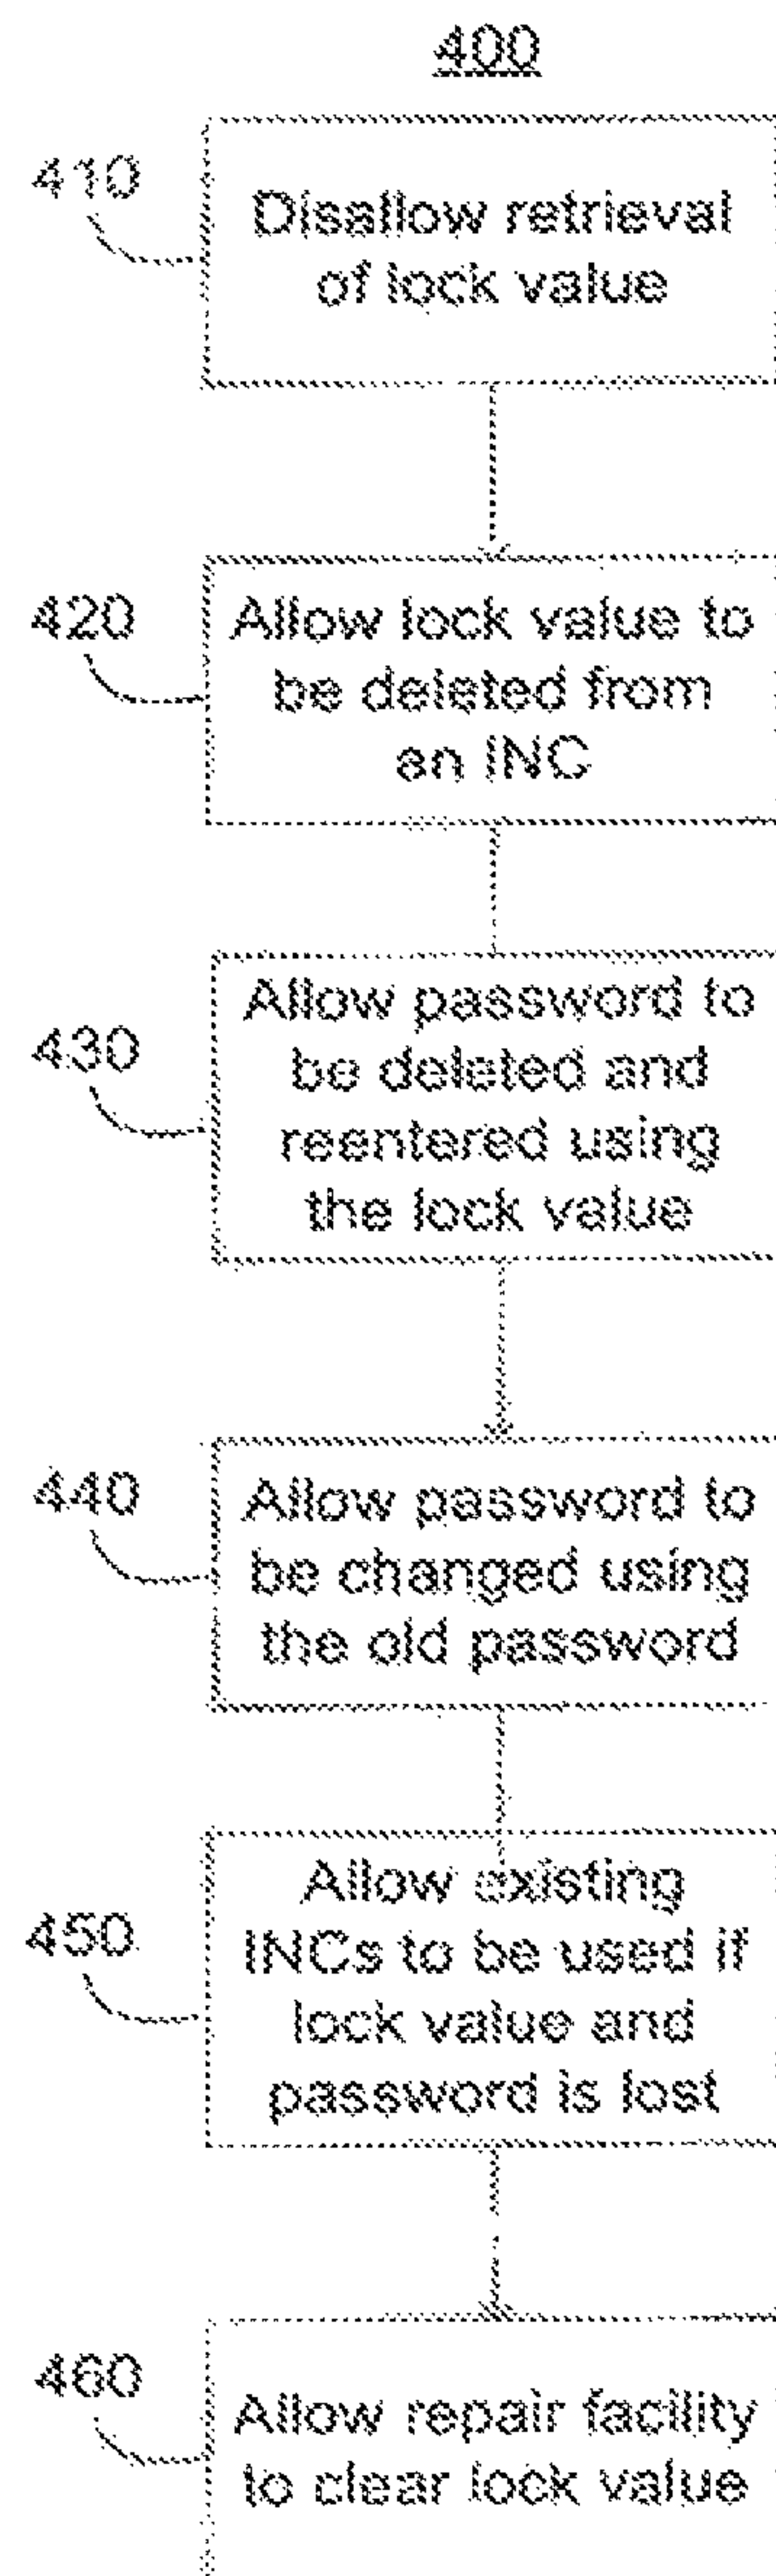 400
410
Disallow retrieval
of lock value
420
Allow lock value to
be deleted from
an INC
430
Allow password to
be deleted and
reentered using
the lock value
440
Allow password to
be changed using
the old password
450
Allow existing
INCs to be used if
lock value and
password is lost
460
Allow repair facility
to clear lock value